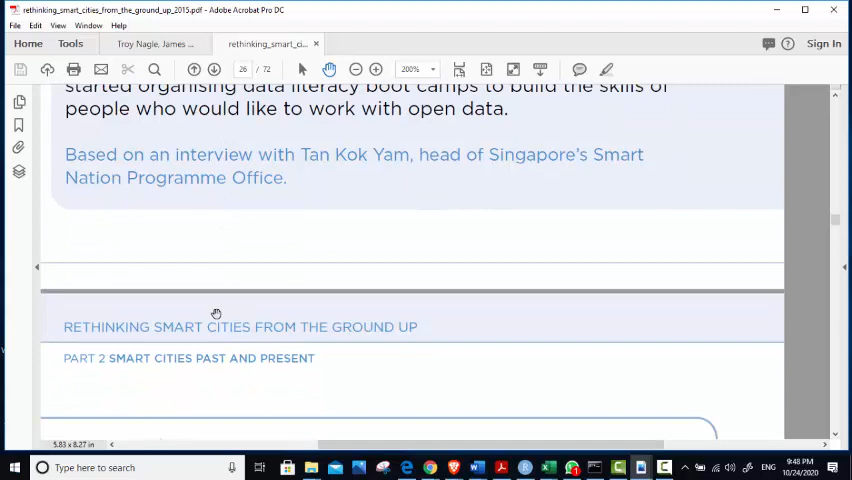 rethinking_smart_cities_from_the_ground_up_2015.pdf - Adobe Acrobat Pro DC
File Edit View Window Help
Home Tools Troy Nagle, James ... rethinking_smart_ci... × Sign In
26 / 72 200%
started organising data literacy boot camps to build the skills of
people who would like to work with open data.
Based on an interview with Tan Kok Yam, head of Singapore's Smart
Nation Programme Office.
RETHINKING SMART CITIES FROM THE GROUND UP
PART 2 SMART CITIES PAST AND PRESENT
5.83 x 8.27 in
Type here to search
ENG
9:48 PM
10/24/2020